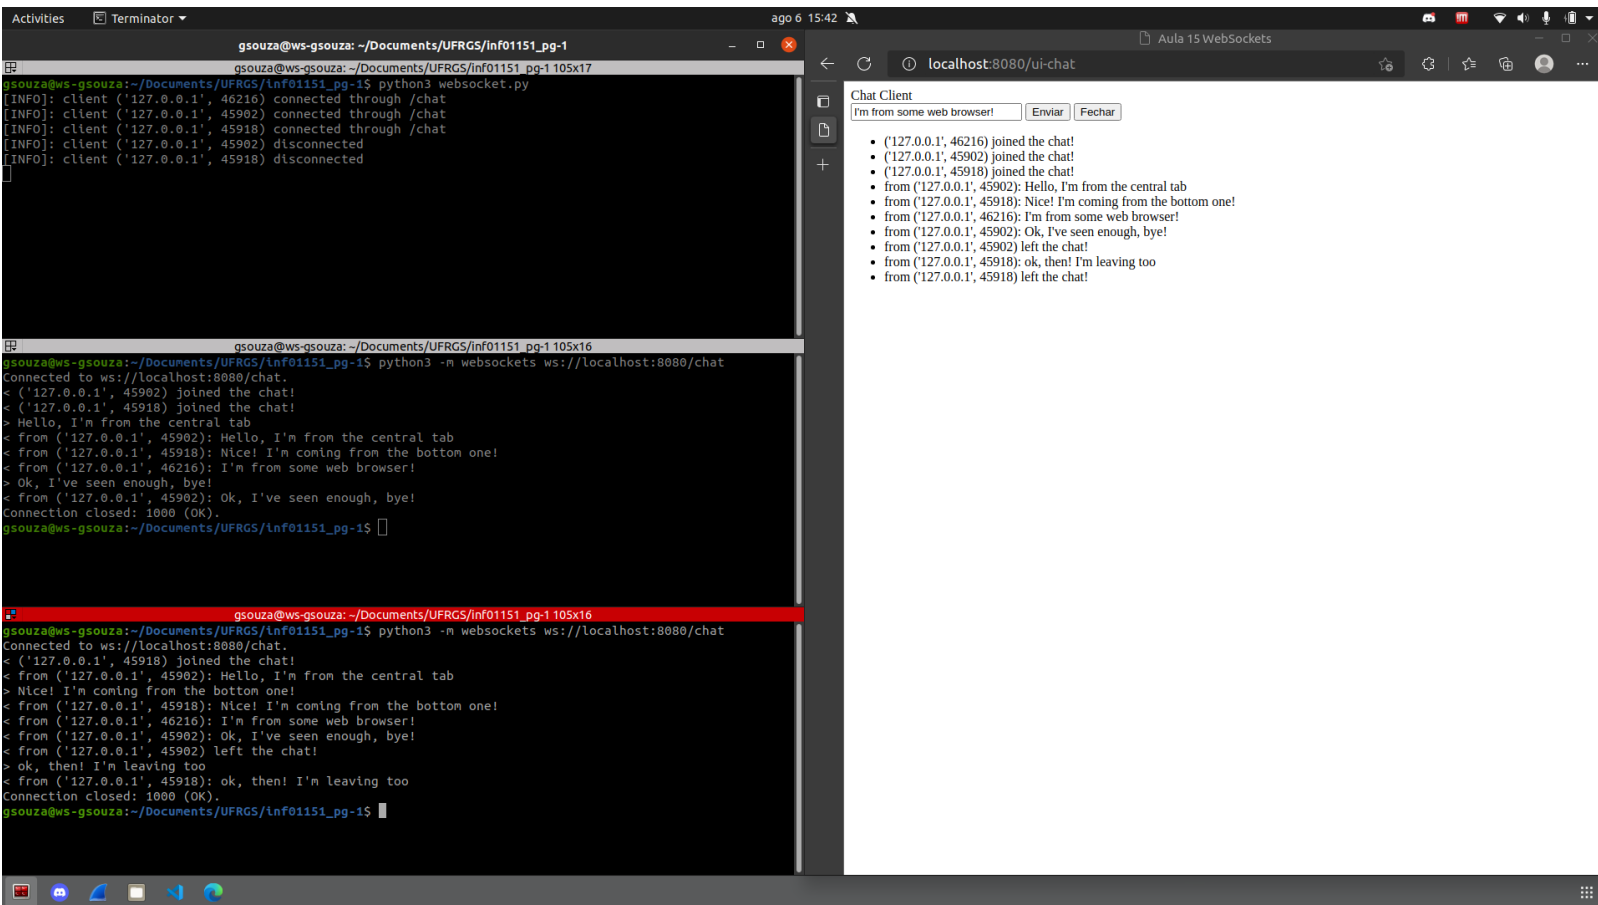 Activities
Terminator
ago 6 15:42
gsouza@ws-gsouza: ~/Documents/UFRGS/inf01151_pg-1
gsouza@ws-gsouza: ~/Documents/UFRGS/inf01151_pg-1 105x17
gsouza@ws-gsouza:~/Documents/UFRGS/inf01151_pg-1$ python3 websocket.py
[INFO]: client ('127.0.0.1', 46216) connected through /chat
[INFO]: client ('127.0.0.1', 45902) connected through /chat
[INFO]: client ('127.0.0.1', 45918) connected through /chat
[INFO]: client ('127.0.0.1', 45902) disconnected
[INFO]: client ('127.0.0.1', 45918) disconnected
gsouza@ws-gsouza: ~/Documents/UFRGS/inf01151_pg-1 105x16
gsouza@ws-gsouza:~/Documents/UFRGS/inf01151_pg-1$ python3 -m websockets ws://localhost:8080/chat
Connected to ws://localhost:8080/chat.
< ('127.0.0.1', 45902) joined the chat!
< ('127.0.0.1', 45918) joined the chat!
> Hello, I'm from the central tab
< from ('127.0.0.1', 45902): Hello, I'm from the central tab
< from ('127.0.0.1', 45918): Nice! I'm coming from the bottom one!
< from ('127.0.0.1', 46216): I'm from some web browser!
> Ok, I've seen enough, bye!
< from ('127.0.0.1', 45902): Ok, I've seen enough, bye!
Connection closed: 1000 (OK).
gsouza@ws-gsouza:~/Documents/UFRGS/inf01151_pg-1$
gsouza@ws-gsouza: ~/Documents/UFRGS/inf01151_pg-1 105x16
gsouza@ws-gsouza:~/Documents/UFRGS/inf01151_pg-1$ python3 -m websockets ws://localhost:8080/chat
Connected to ws://localhost:8080/chat.
< ('127.0.0.1', 45918) joined the chat!
< from ('127.0.0.1', 45902): Hello, I'm from the central tab
> Nice! I'm coming from the bottom one!
< from ('127.0.0.1', 45918): Nice! I'm coming from the bottom one!
< from ('127.0.0.1', 46216): I'm from some web browser!
< from ('127.0.0.1', 45902): Ok, I've seen enough, bye!
< from ('127.0.0.1', 45902) left the chat!
> ok, then! I'm leaving too
< from ('127.0.0.1', 45918): ok, then! I'm leaving too
Connection closed: 1000 (OK).
gsouza@ws-gsouza:~/Documents/UFRGS/inf01151_pg-1$
Aula 15 WebSockets
localhost:8080/ui-chat
Chat Client
I'm from some web browser! Enviar Fechar
• ('127.0.0.1', 46216) joined the chat!
• ('127.0.0.1', 45902) joined the chat!
• ('127.0.0.1', 45918) joined the chat!
• from ('127.0.0.1', 45902): Hello, I'm from the central tab
• from ('127.0.0.1', 45918): Nice! I'm coming from the bottom one!
• from ('127.0.0.1', 46216): I'm from some web browser!
• from ('127.0.0.1', 45902): Ok, I've seen enough, bye!
• from ('127.0.0.1', 45902) left the chat!
• from ('127.0.0.1', 45918): ok, then! I'm leaving too
• from ('127.0.0.1', 45918) left the chat!